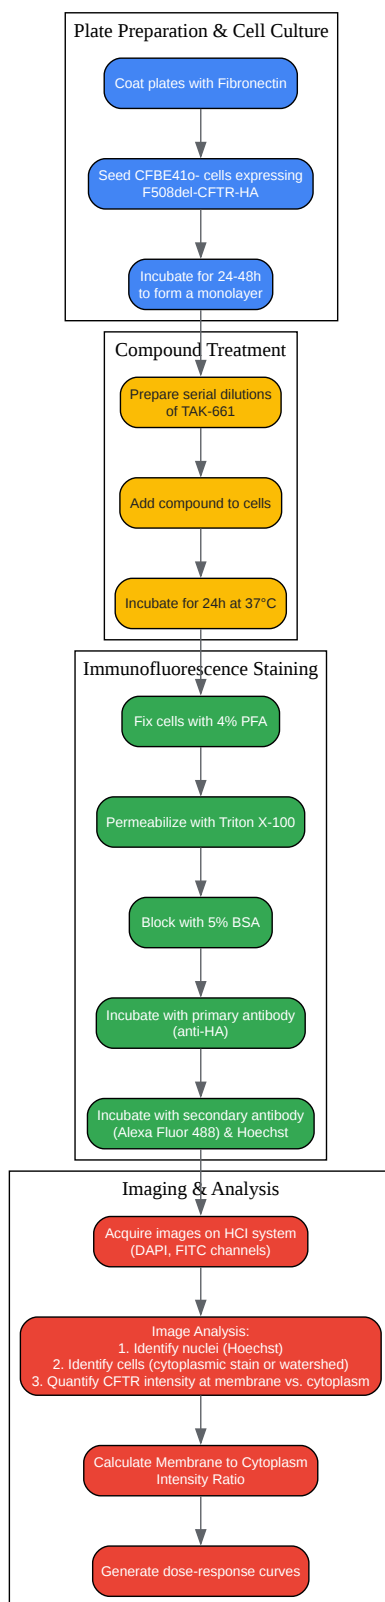 Plate Preparation & Cell Culture
Coat plates with Fibronectin
Seed CFBE41o- cells expressing
F508del-CFTR-HA
Incubate for 24-48h
to form a monolayer
Compound Treatment
Prepare serial dilutions
of TAK-661
Add compound to cells
Incubate for 24h at 37°C
Immunofluorescence Staining
Fix cells with 4% PFA
Permeabilize with Triton X-100
Block with 5% BSA
Incubate with primary antibody
(anti-HA)
Incubate with secondary antibody
(Alexa Fluor 488) & Hoechst
Imaging & Analysis
Acquire images on HCI system
(DAPI, FITC channels)
Image Analysis:
1. Identify nuclei (Hoechst)
2. Identify cells (cytoplasmic stain or watershed)
3. Quantify CFTR intensity at membrane vs. cytoplasm
Calculate Membrane to Cytoplasm
Intensity Ratio
Generate dose-response curves